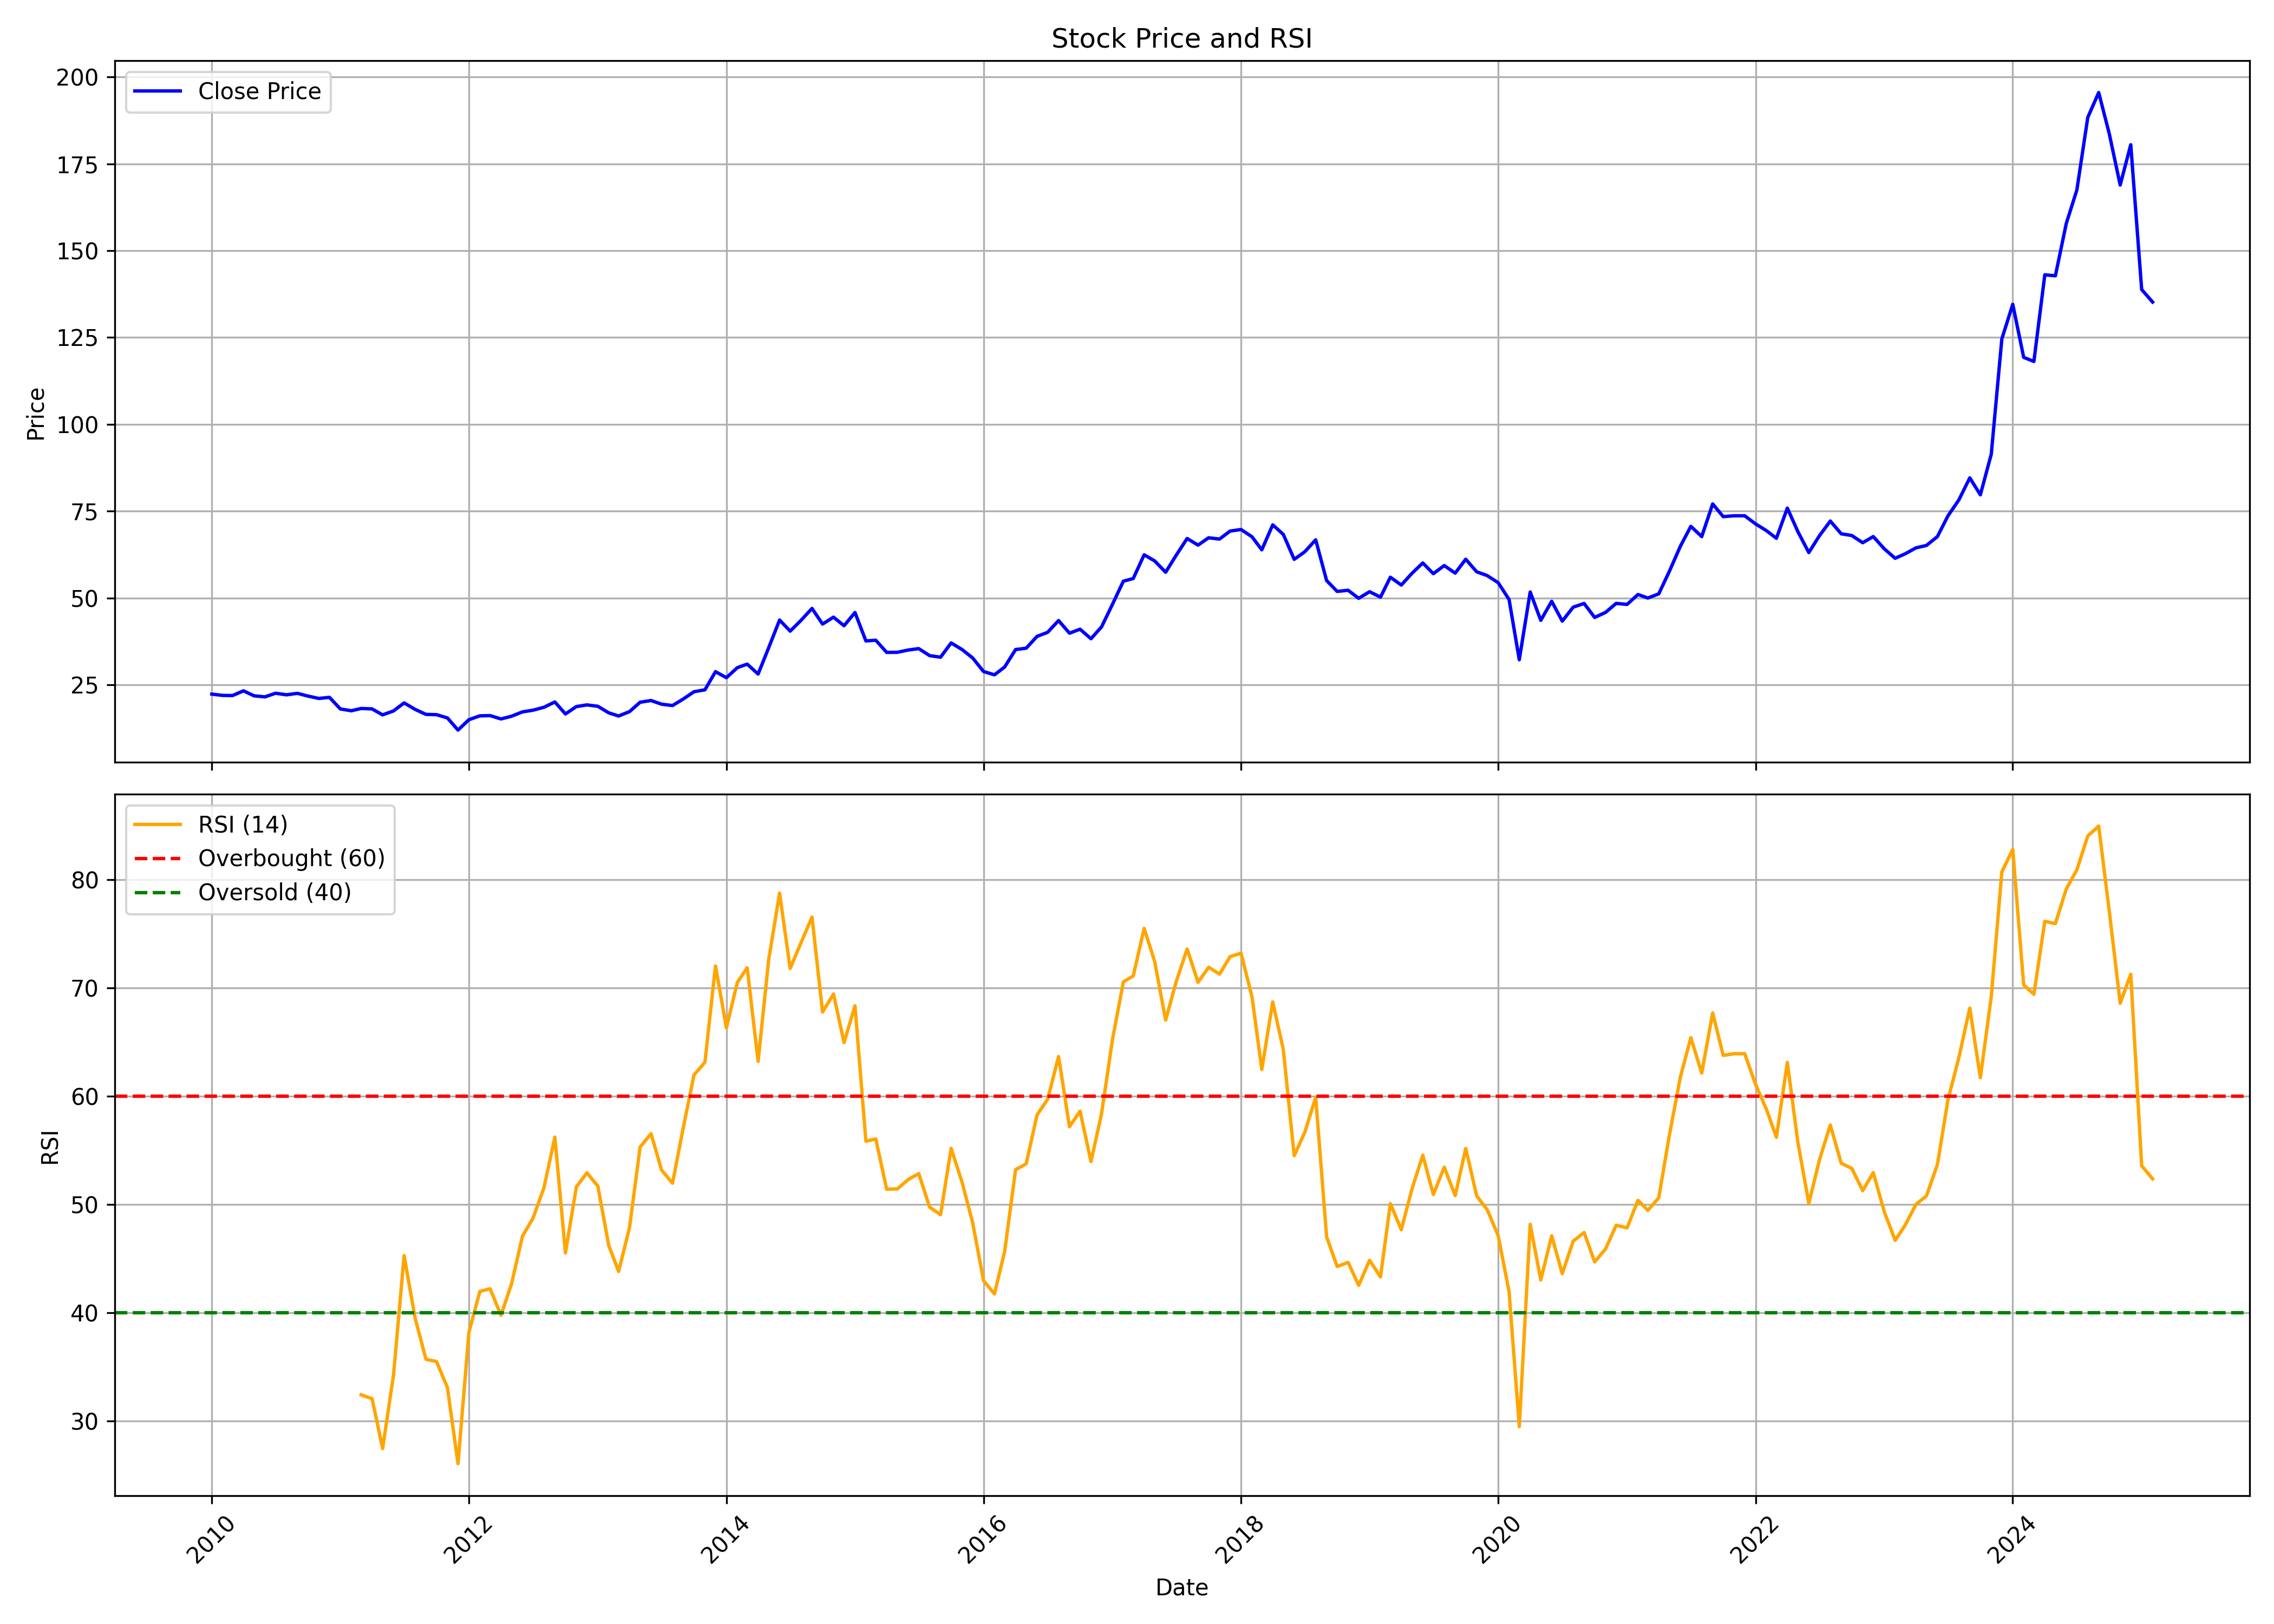 Stock Price and RSI
Close Price
200
175
150
125
100
75
50
25
Price
RSI (14)
Overbought (60)
Oversold (40)
80
70
60
50
40
30
RSI
2010
2012
2014
2016
2018
2020
2022
2024
Date